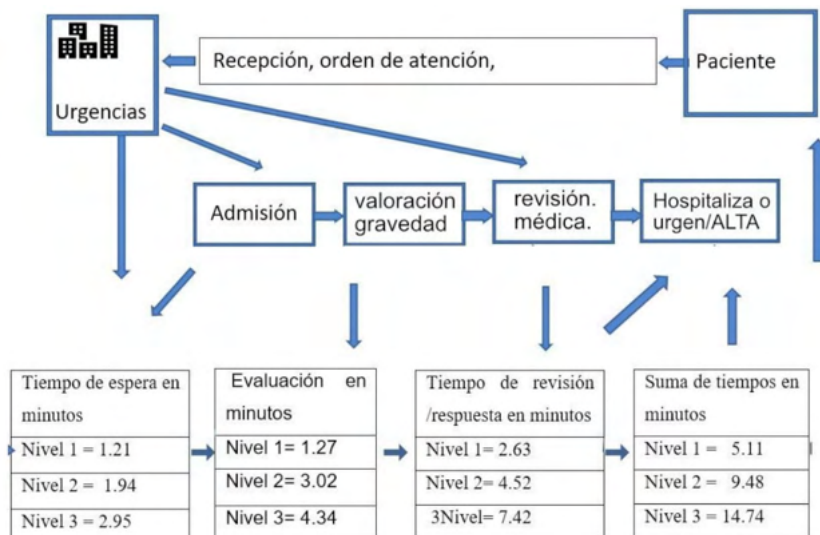 Recepción, orden de atención,
Paciente
Urgencias
Admisión
valoración
gravedad
revisión.
médica.
Hospitaliza o
urgen/ALTA
Tiempo de espera en
minutos
Nivel 1 = 1.21
Nivel 2 = 1.94
Nivel 3 = 2.95
Evaluación en
minutos
Nivel 1= 1.27
Nivel 2= 3.02
Nivel 3= 4.34
Tiempo de revisión
/respuesta en minutos
Nivel 1= 2.63
Nivel 2= 4.52
3Nivel= 7.42
Suma de tiempos en
minutos
Nivel 1 = 5.11
Nivel 2 = 9.48
Nivel 3 = 14.74